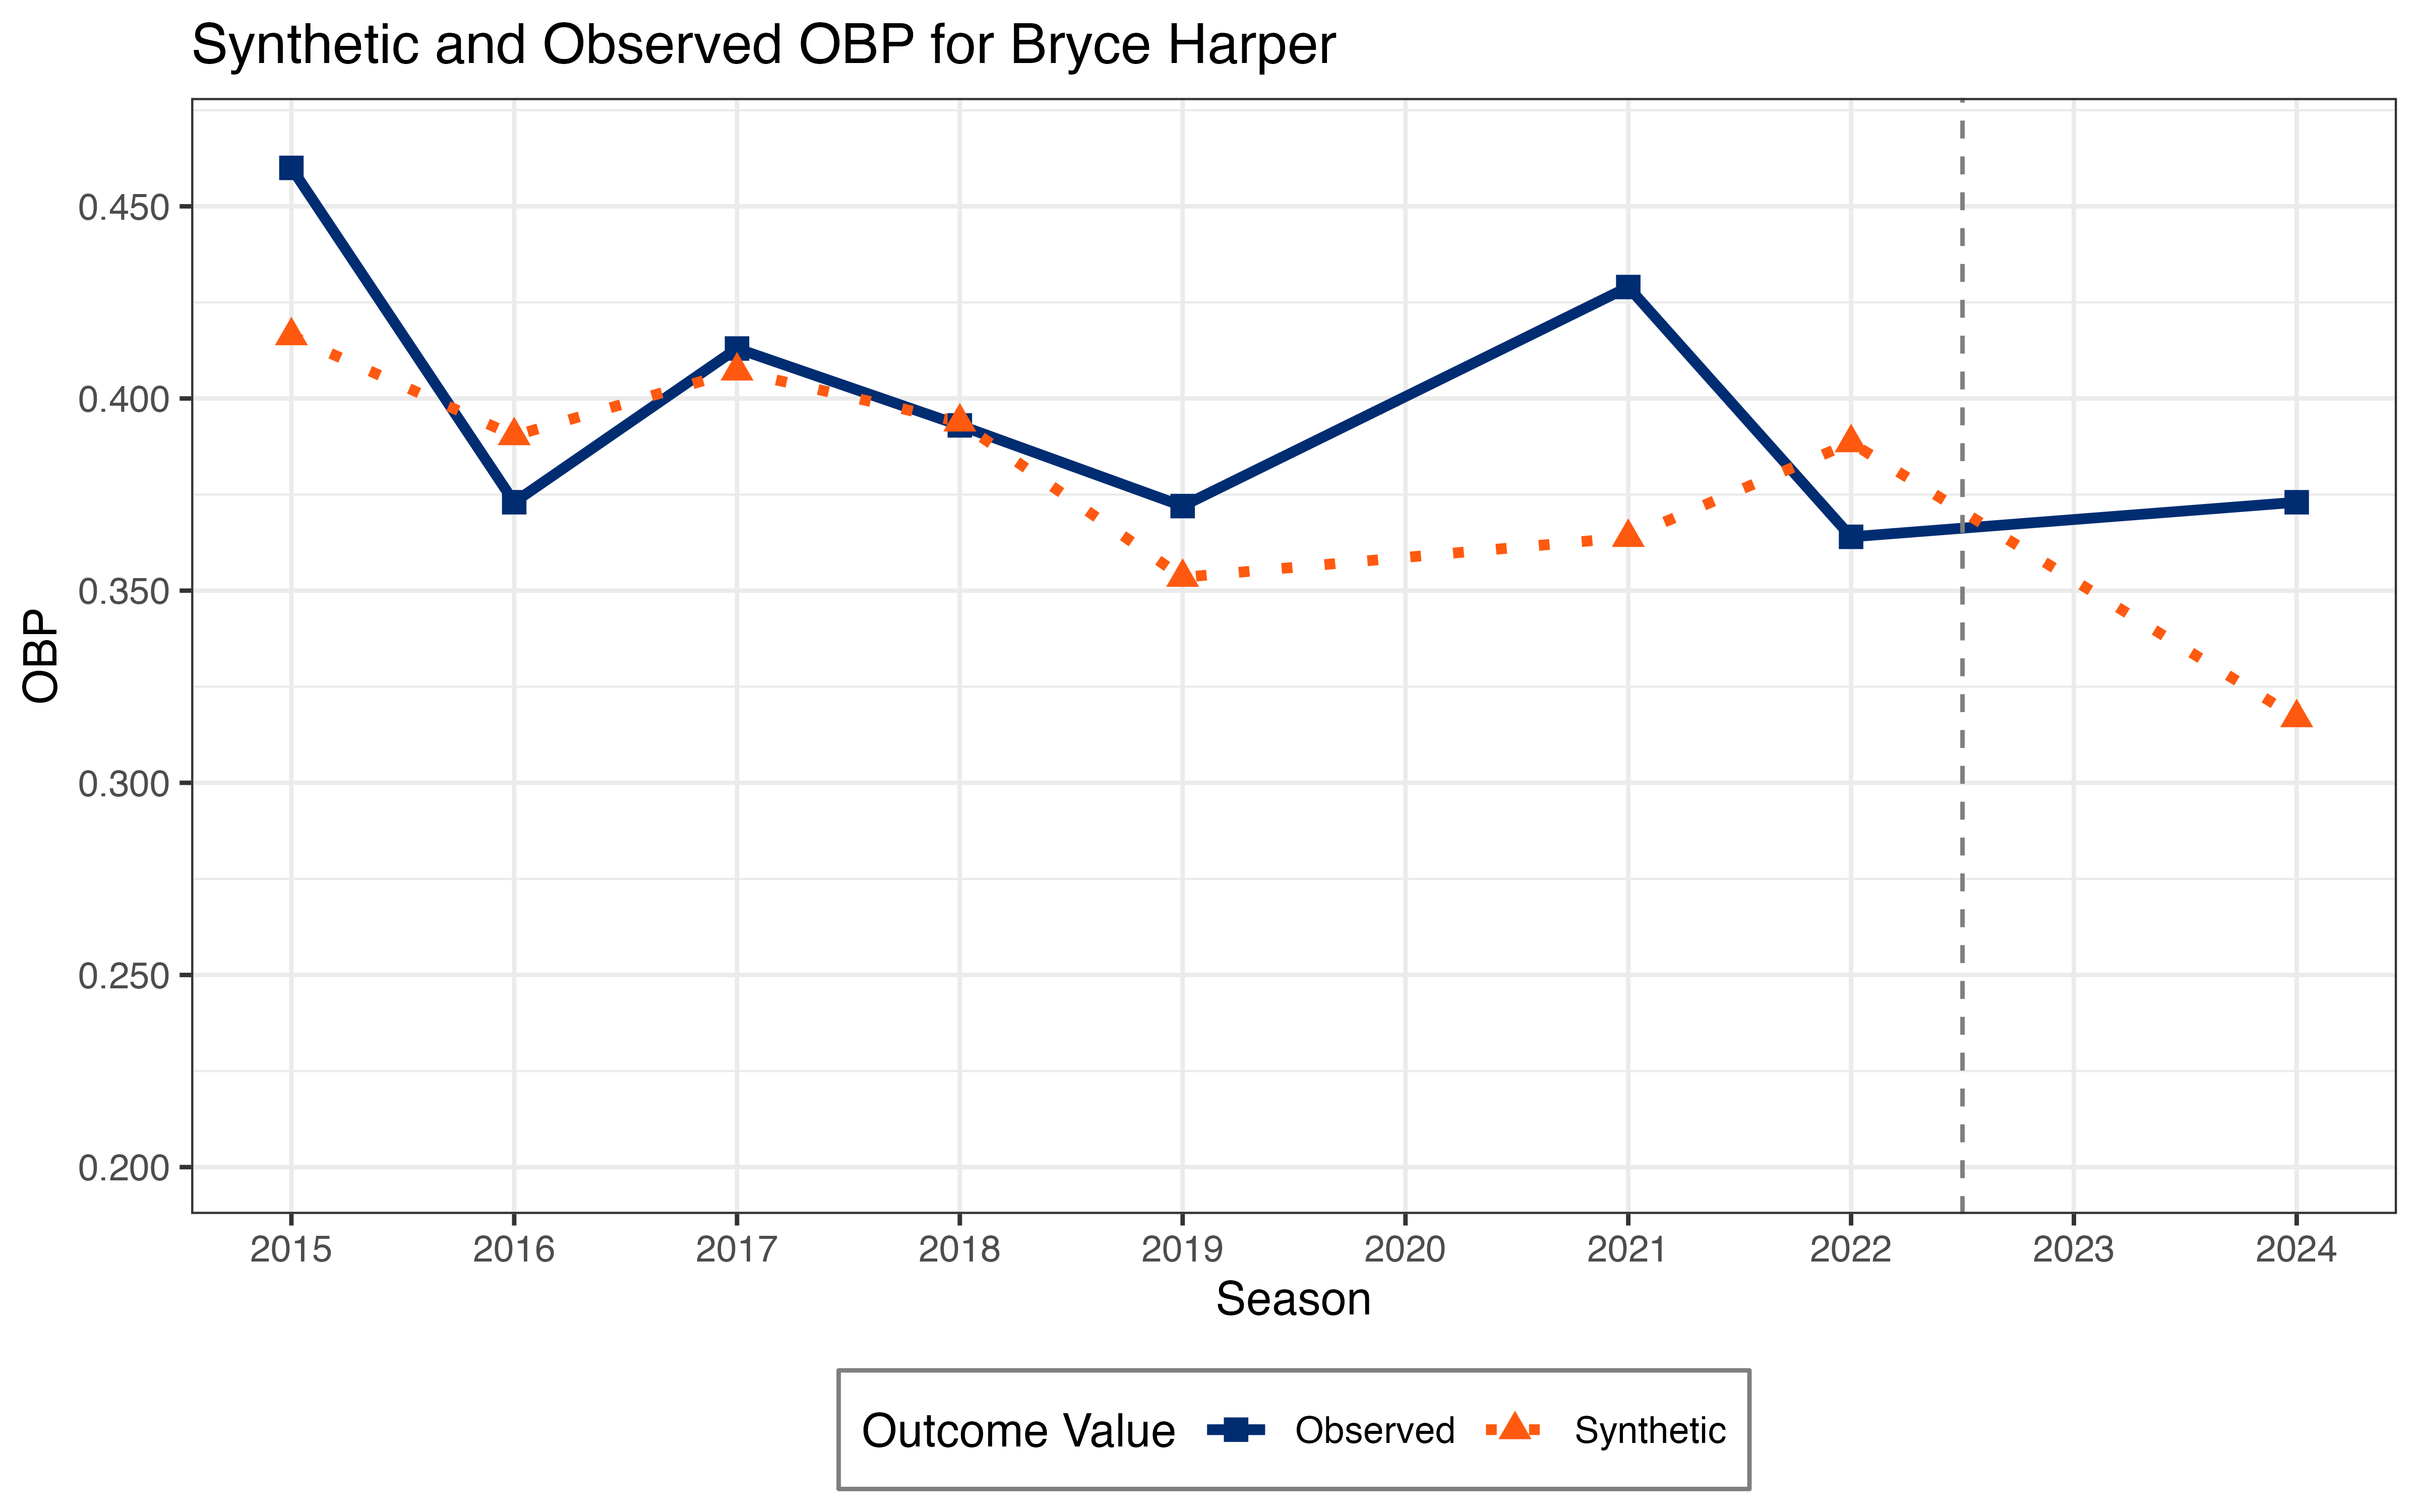 Synthetic and Observed OBP for Bryce Harper
OBP
0.450
0.400
0.350
0.300
0.250
0.200
2015 2016 2017 2018 2019 2020 2021 2022 2023 2024
Season
Outcome Value Observed Synthetic